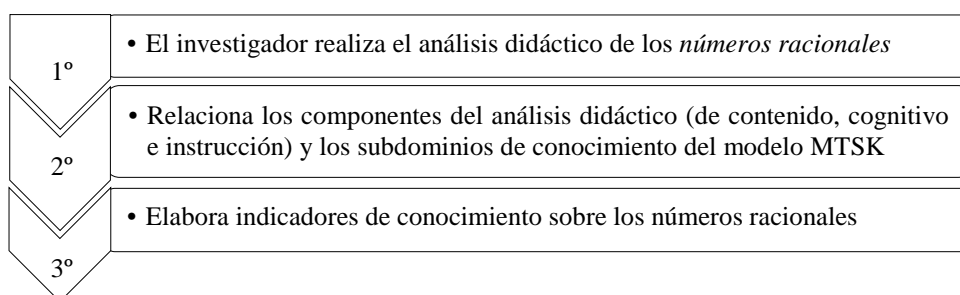 1º
• El investigador realiza el análisis didáctico de los números racionales
2º
• Relaciona los componentes del análisis didáctico (de contenido, cognitivo
e instrucción) y los subdominios de conocimiento del modelo MTSK
3º
• Elabora indicadores de conocimiento sobre los números racionales